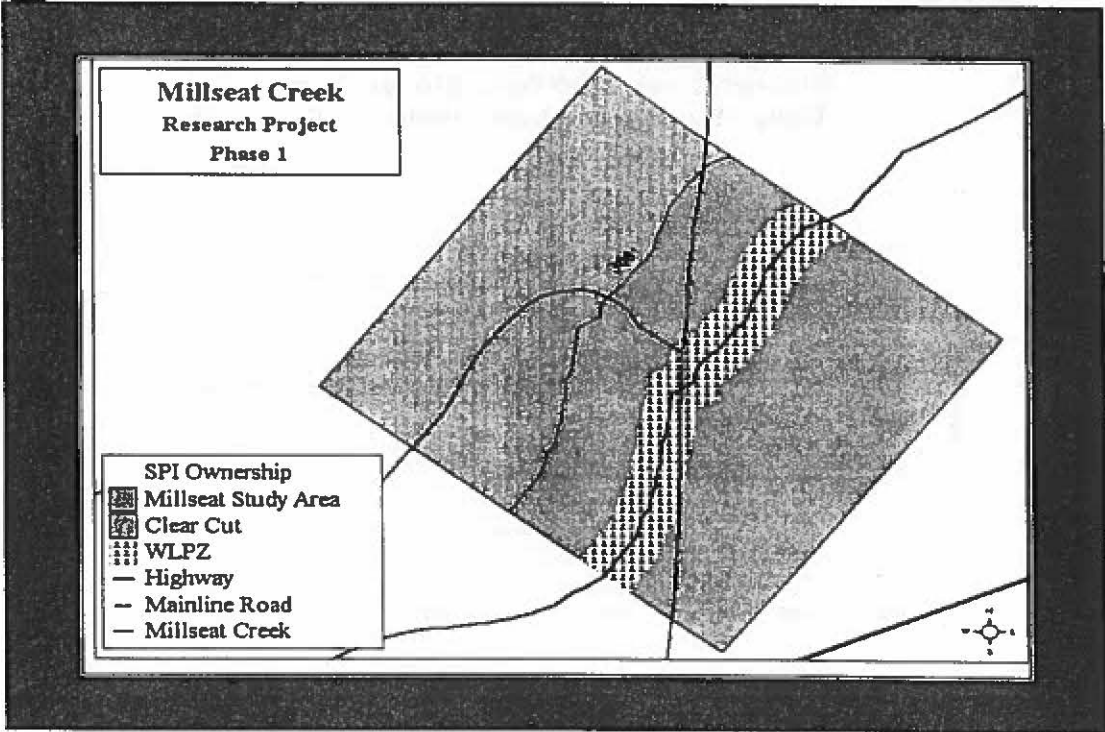 Millseat Creek
Research Project
Phase 1
SPI Ownership
Millseat Study Area
Clear Cut
WLPZ
Highway
Mainline Road
Millseat Creek